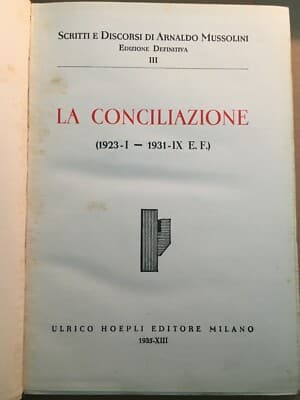 SCRITTI E DISCORSI DI ARNALDO MUSSOLINI
EDIZIONE DEFINITIVA
III
LA CONCILIAZIONE
(1923-I — 1931-IX E. F.)
ULRICO HOEPLI EDITORE MILANO
1935-XIII